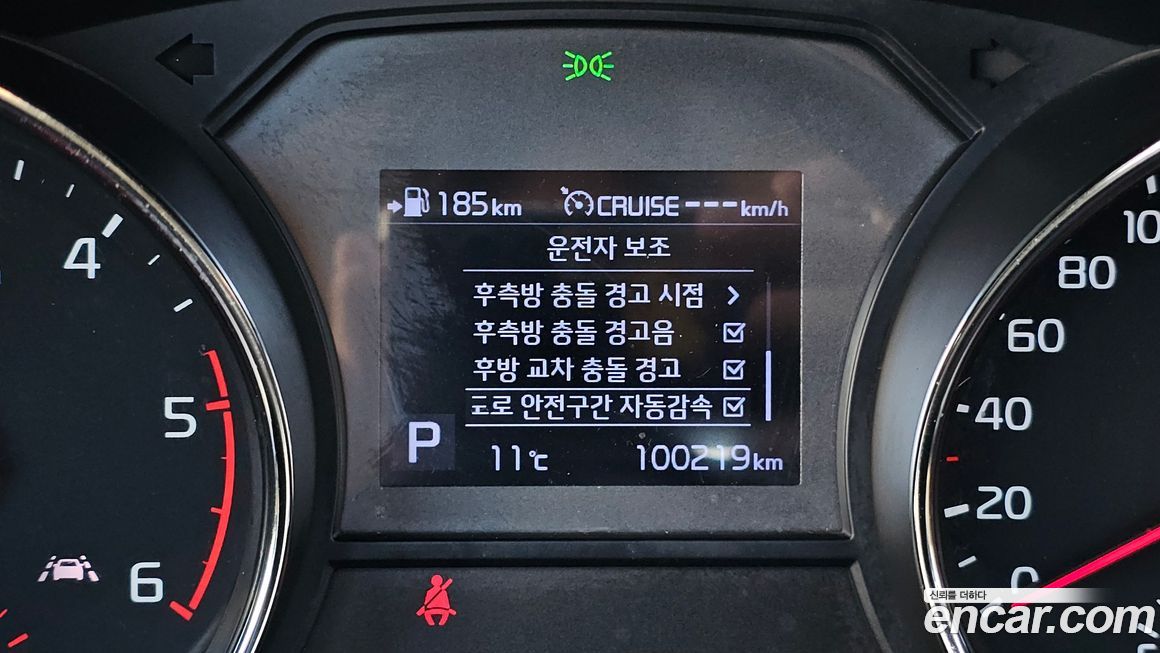 185km CRUISE---km/h
운전자 보조
후측방 충돌 경고 시점 >
후측방 충돌 경고음
후방 교차 충돌 경고
도로 안전구간 자동감속
P 11℃ 100219km
4
5
6
100
80
60
40
20
0
신뢰를 더하다
encar.com